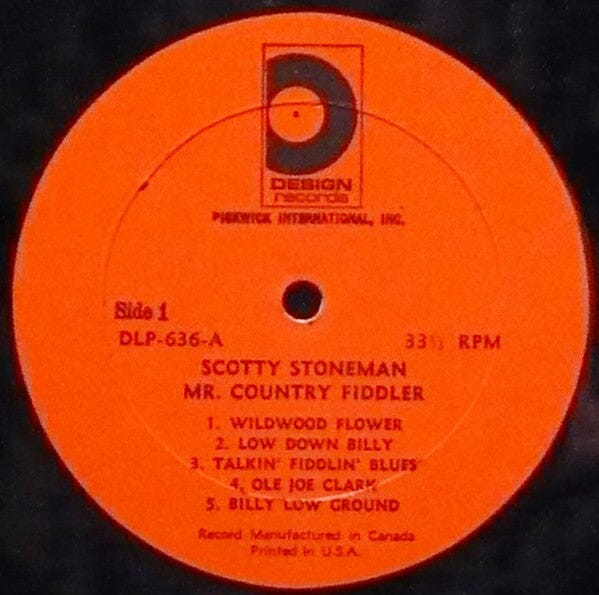 DESIGN
records
PICKWICK INTERNATIONAL, INC.
Side 1
DLP-636-A 33⅓ RPM
SCOTTY STONEMAN
MR. COUNTRY FIDDLER
1. WILDWOOD FLOWER
2. LOW DOWN BILLY
3. TALKIN' FIDDLIN' BLUES
4. OLE JOE CLARK
5. BILLY LOW GROUND
Record Manufactured in Canada
Printed in U.S.A.